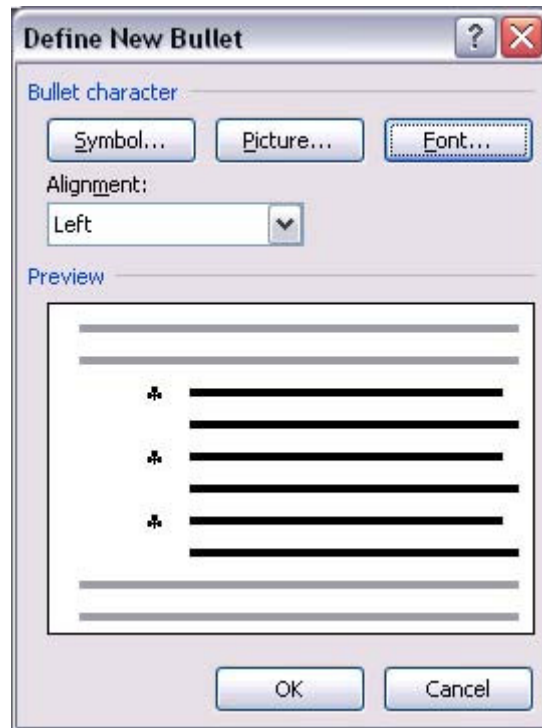 Define New Bullet
Bullet character
Symbol... Picture... Font...
Alignment:
Left
Preview
OK Cancel